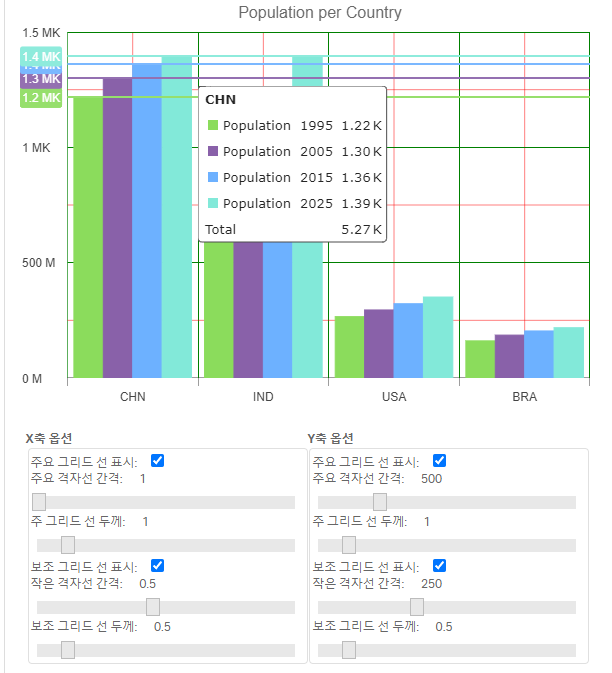 Population per Country
1.5 MK
1.4 MK
1.3 MK
1.2 MK
1 MK
500 M
0 M
CHN
Population 1995 1.22 K
Population 2005 1.30 K
Population 2015 1.36 K
Population 2025 1.39 K
Total 5.27 K
CHN IND USA BRA
X축 옵션
주요 그리드 선 표시:
주요 격자선 간격: 1
주 그리드 선 두께: 1
보조 그리드 선 표시:
작은 격자선 간격: 0.5
보조 그리드 선 두께: 0.5
Y축 옵션
주요 그리드 선 표시:
주요 격자선 간격: 500
주 그리드 선 두께: 1
보조 그리드 선 표시:
작은 격자선 간격: 250
보조 그리드 선 두께: 0.5